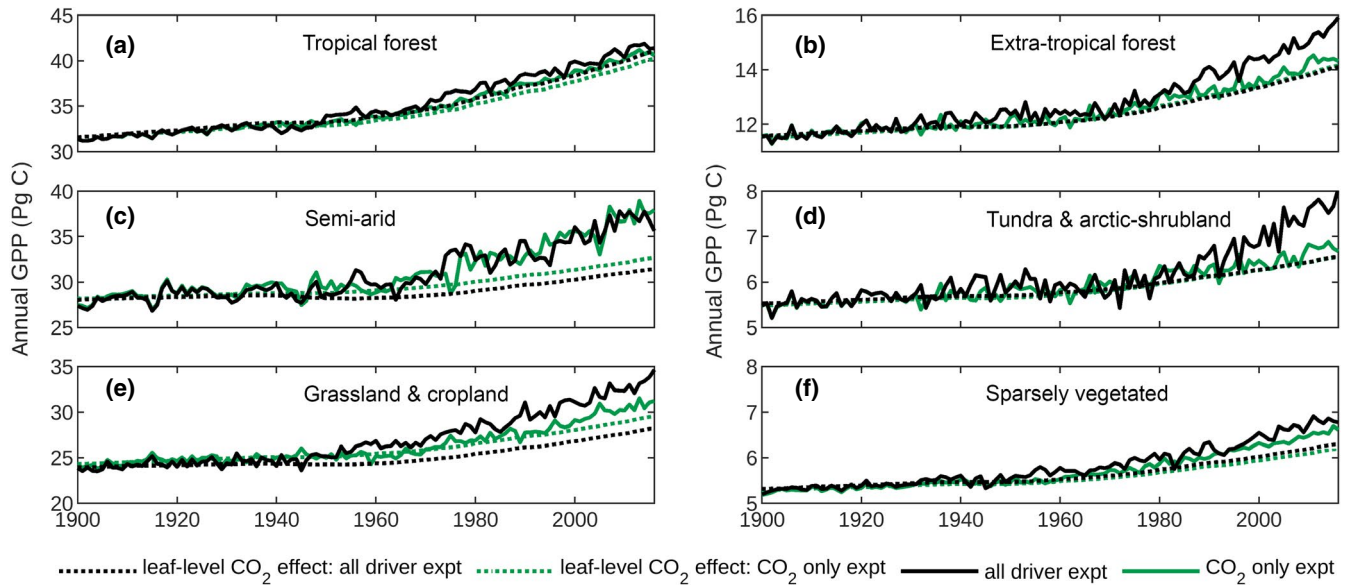 45
(a)
Tropical forest
40
35
30
16
(b)
Extra-tropical forest
14
12
40
(c)
Semi-arid
35
30
25
8
(d)
Tundra & arctic-shrubland
7
6
5
35
(e)
Grassland & cropland
30
25
20
8
(f)
Sparsely vegetated
7
6
5
Annual GPP (Pg C)
Annual GPP (Pg C)
1900 1920 1940 1960 1980 2000
1900 1920 1940 1960 1980 2000
leaf-level CO2 effect: all driver expt leaf-level CO2 effect: CO2 only expt all driver expt CO2 only expt